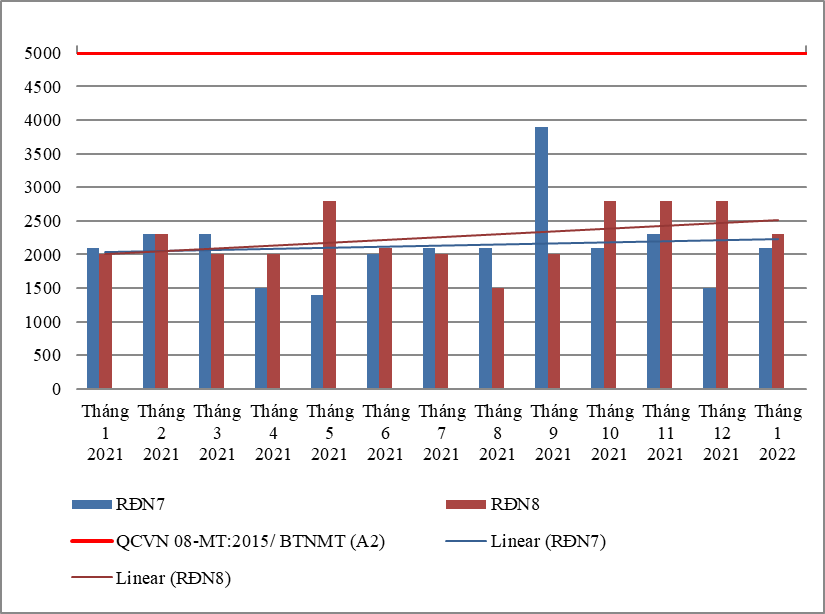 5000
4500
4000
3500
3000
2500
2000
1500
1000
500
0
Tháng Tháng Tháng Tháng Tháng Tháng Tháng Tháng Tháng Tháng Tháng Tháng Tháng
1 2 3 4 5 6 7 8 9 10 11 12 1
2021 2021 2021 2021 2021 2021 2021 2021 2021 2021 2021 2021 2022
RĐN7 RĐN8
QCVN 08-MT:2015/ BTNMT (A2) Linear (RĐN7)
Linear (RĐN8)